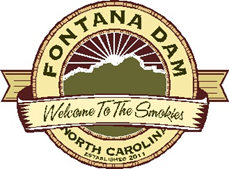 FONTANA DAM
Welcome To The Smokies
NORTH CAROLINA
ESTABLISHED 2011